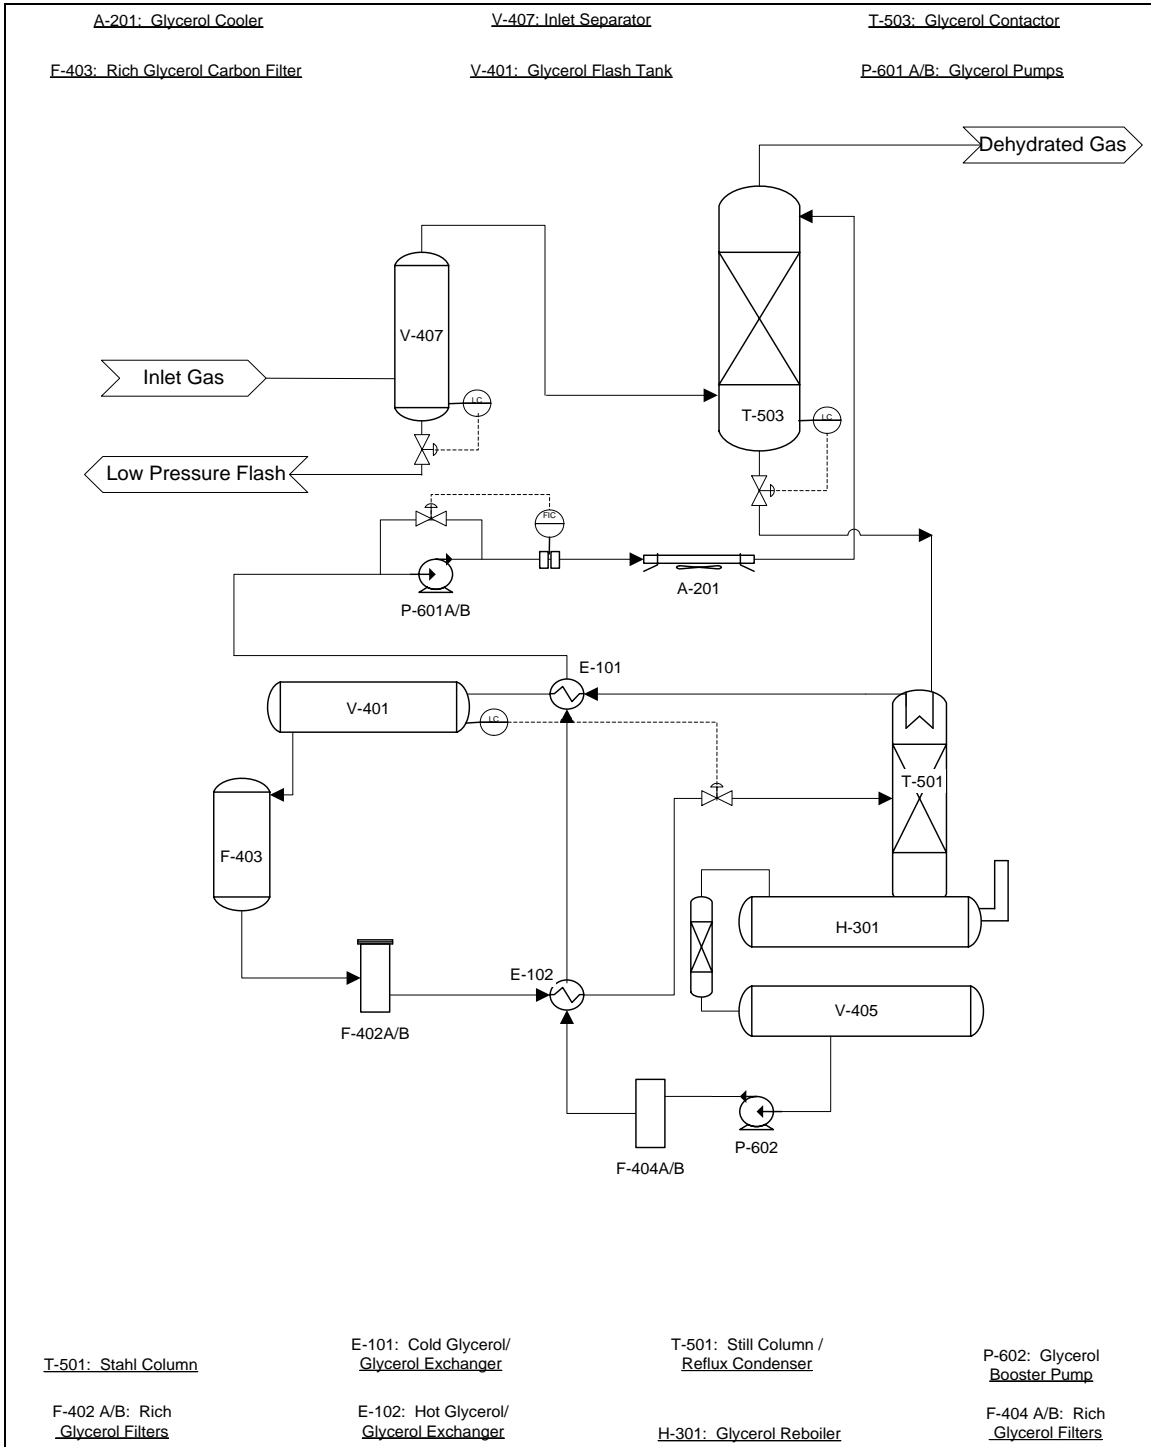 A-201: Glycerol Cooler
V-407: Inlet Separator
T-503: Glycerol Contactor
F-403: Rich Glycerol Carbon Filter
V-401: Glycerol Flash Tank
P-601 A/B: Glycerol Pumps
Dehydrated Gas
V-407
Inlet Gas
LC
T-503
LC
Low Pressure Flash
FIC
P-601A/B
A-201
E-101
V-401
LC
T-501
F-403
H-301
E-102
V-405
F-402A/B
P-602
F-404A/B
T-501: Stahl Column
E-101: Cold Glycerol/
Glycerol Exchanger
T-501: Still Column /
Reflux Condenser
P-602: Glycerol
Booster Pump
F-402 A/B: Rich
Glycerol Filters
E-102: Hot Glycerol/
Glycerol Exchanger
H-301: Glycerol Reboiler
F-404 A/B: Rich
Glycerol Filters